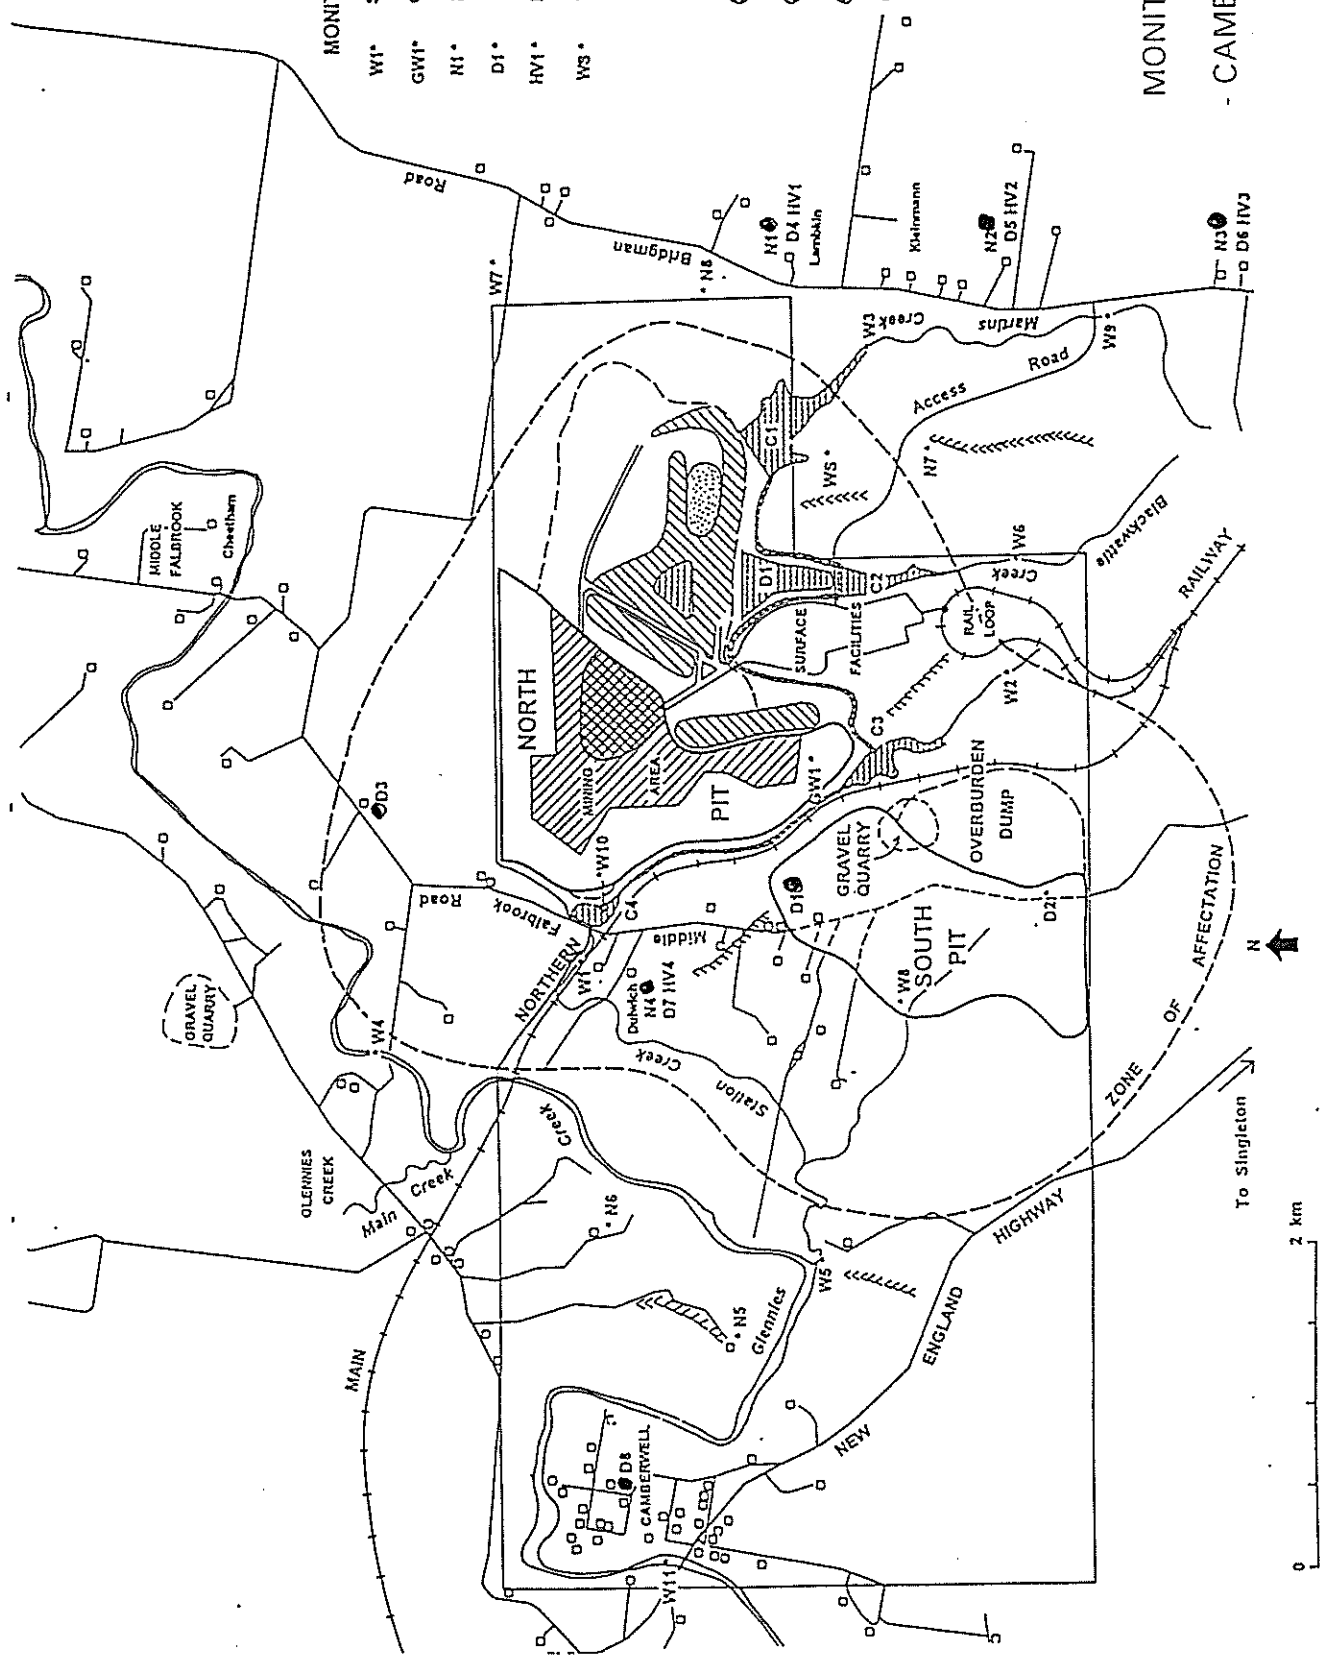 MONIT
W1*
GW1*
N1*
D1*
HV1*
WS *
MONIT
- CAMB
Road
Bridgman
W7 *
* N8
N1
D4 HV1
Lambkin
Kleinmann
N2
D5 HV2
N3
D6 HV3
W3
Creek
Martins
W9
Access
Road
N7 *
WS *
C1
MIDDLE
FALBROOK
Cheetham
D3
NORTH
MINING
AREA
PIT
D1
C2
SURFACE
FACILITIES
RAIL
LOOP
Creek
W6
Blackwattle
RAILWAY
W2
C3
GW1 *
OVERBURDEN
DUMP
GRAVEL
QUARRY
SOUTH
PIT
D2
* W8
*W10
C4
Road
Falbrook
Middle
NORTHERN
W1
Dulwich
N4
D7 HV4
Creek
Station
W4
GRAVEL
QUARRY
GLENNIES
CREEK
Main
Creek
Creek
* N6
* N5
Glennies
W5
MAIN
D8
CAMBERWELL
W11
NEW
ENGLAND
HIGHWAY
ZONE
OF
AFFECTATION
N
To Singleton
0
2 km